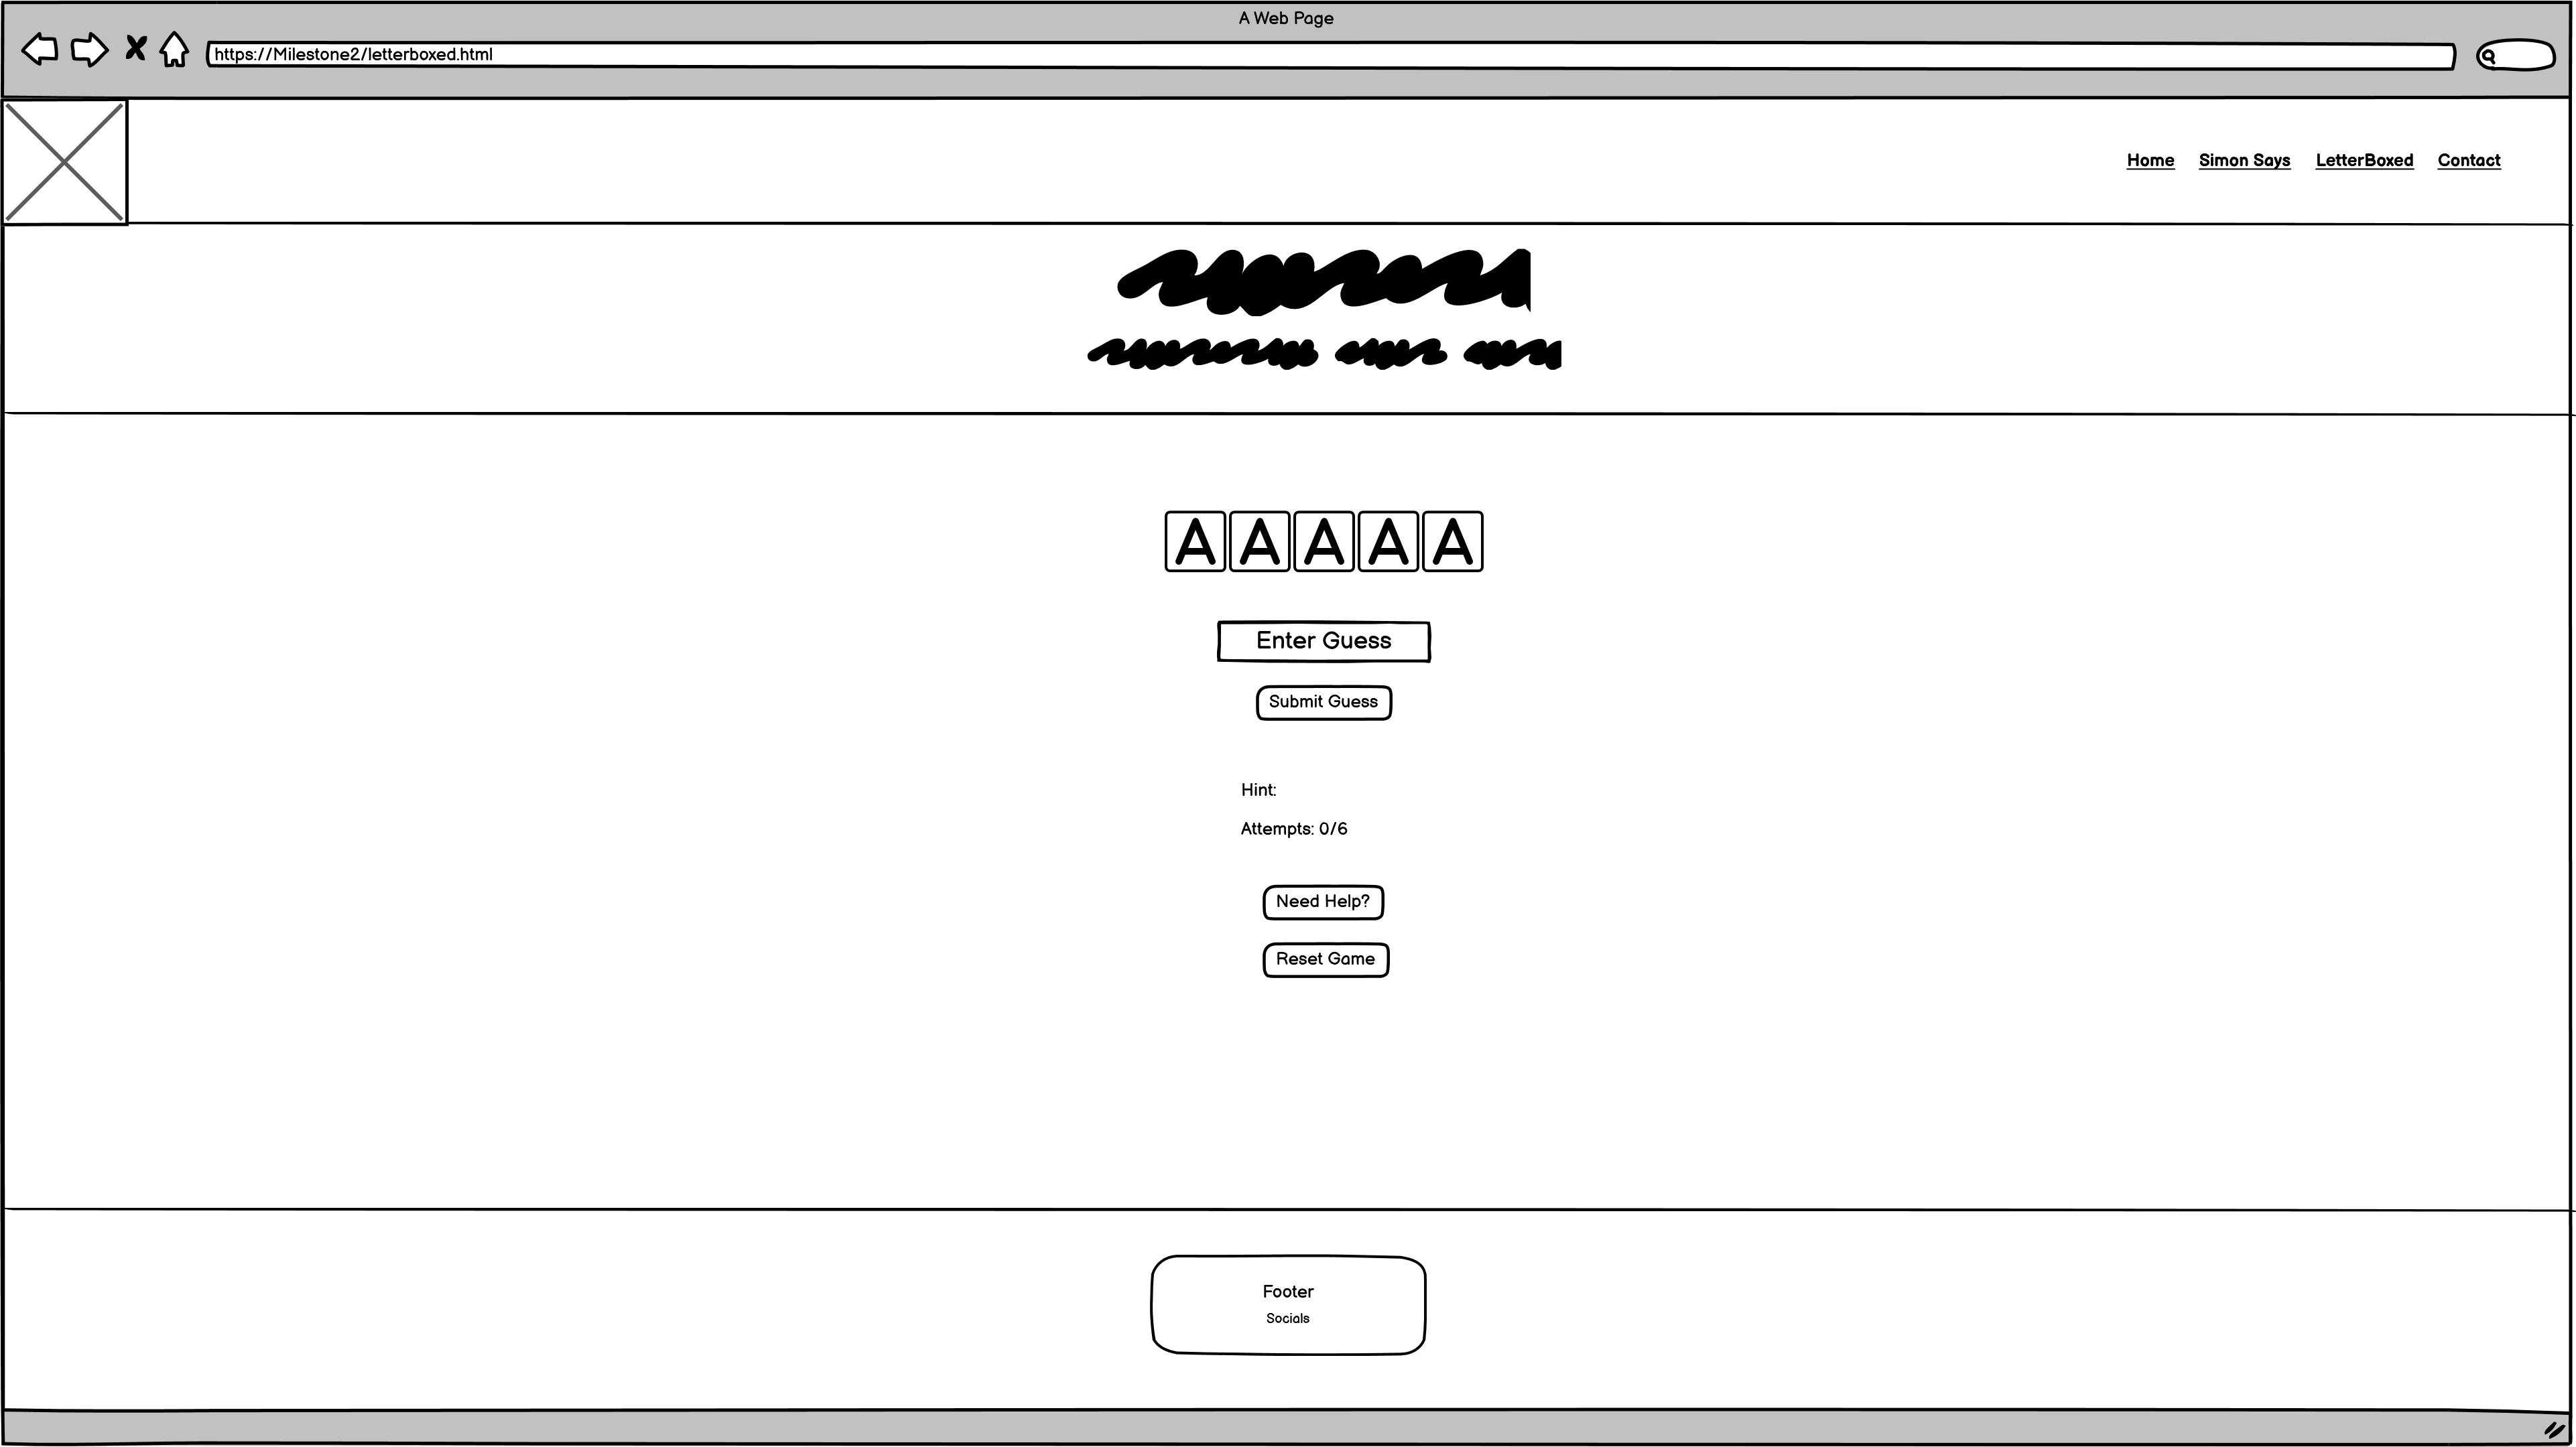 A Web Page
https://Milestone2/letterboxed.html
Home Simon Says LetterBoxed Contact
A A A A A
Enter Guess
Submit Guess
Hint:
Attempts: 0/6
Need Help?
Reset Game
Footer
Socials